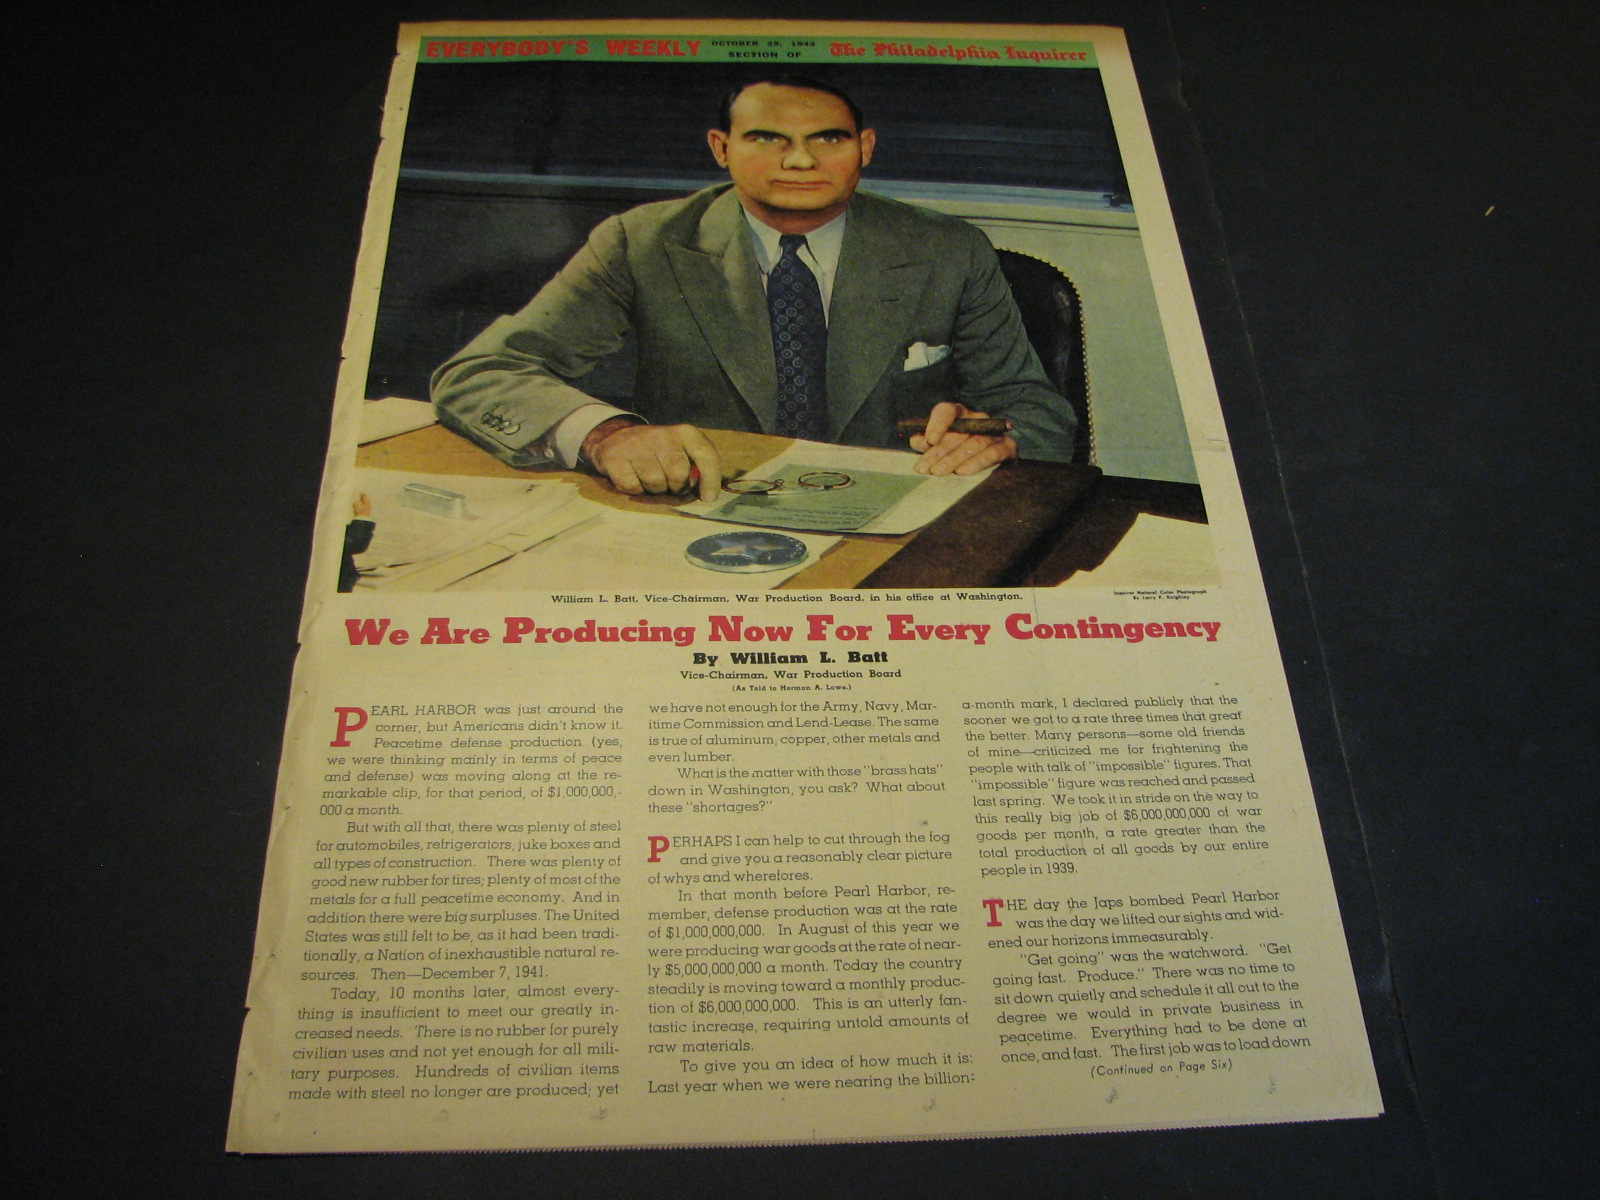 EVERYBODY'S WEEKLY
OCTOBER 25, 1942
SECTION OF
The Philadelphia Inquirer
William L. Batt, Vice-Chairman, War Production Board, in his office at Washington.
Inquirer Natural Color Photograph
By Larry P. Keighley
We Are Producing Now For Every Contingency
By William L. Batt
Vice-Chairman, War Production Board
(As Told to Herman A. Lowe.)
PEARL HARBOR was just around the
corner, but Americans didn't know it.
Peacetime defense production (yes,
we were thinking mainly in terms of peace
and defense) was moving along at the re-
markable clip, for that period, of $1,000,000,-
000 a month.
But with all that, there was plenty of steel
for automobiles, refrigerators, juke boxes and
all types of construction. There was plenty of
good new rubber for tires; plenty of most of the
metals for a full peacetime economy. And in
addition there were big surpluses. The United
States was still felt to be, as it had been tradi-
tionally, a Nation of inexhaustible natural re-
sources. Then—December 7, 1941.
Today, 10 months later, almost every-
thing is insufficient to meet our greatly in-
creased needs. There is no rubber for purely
civilian uses and not yet enough for all mili-
tary purposes. Hundreds of civilian items
made with steel no longer are produced; yet
we have not enough for the Army, Navy, Mar-
itime Commission and Lend-Lease. The same
is true of aluminum, copper, other metals and
even lumber.
What is the matter with those "brass hats"
down in Washington, you ask? What about
these "shortages?"
PERHAPS I can help to cut through the fog
and give you a reasonably clear picture
of whys and wherefores.
In that month before Pearl Harbor, re-
member, defense production was at the rate
of $1,000,000,000. In August of this year we
were producing war goods at the rate of near-
ly $5,000,000,000 a month. Today the country
steadily is moving toward a monthly produc-
tion of $6,000,000,000. This is an utterly fan-
tastic increase, requiring untold amounts of
raw materials.
To give you an idea of how much it is:
Last year when we were nearing the billion-
a-month mark, I declared publicly that the
sooner we got to a rate three times that great
the better. Many persons—some old friends
of mine—criticized me for frightening the
people with talk of "impossible" figures. That
"impossible" figure was reached and passed
last spring. We took it in stride on the way to
this really big job of $6,000,000,000 of war
goods per month, a rate greater than the
total production of all goods by our entire
people in 1939.
THE day the Japs bombed Pearl Harbor
was the day we lifted our sights and wid-
ened our horizons immeasurably.
"Get going" was the watchword. "Get
going fast. Produce." There was no time to
sit down quietly and schedule it all out to the
degree we would in private business in
peacetime. Everything had to be done at
once, and fast. The first job was to load down
(Continued on Page Six)